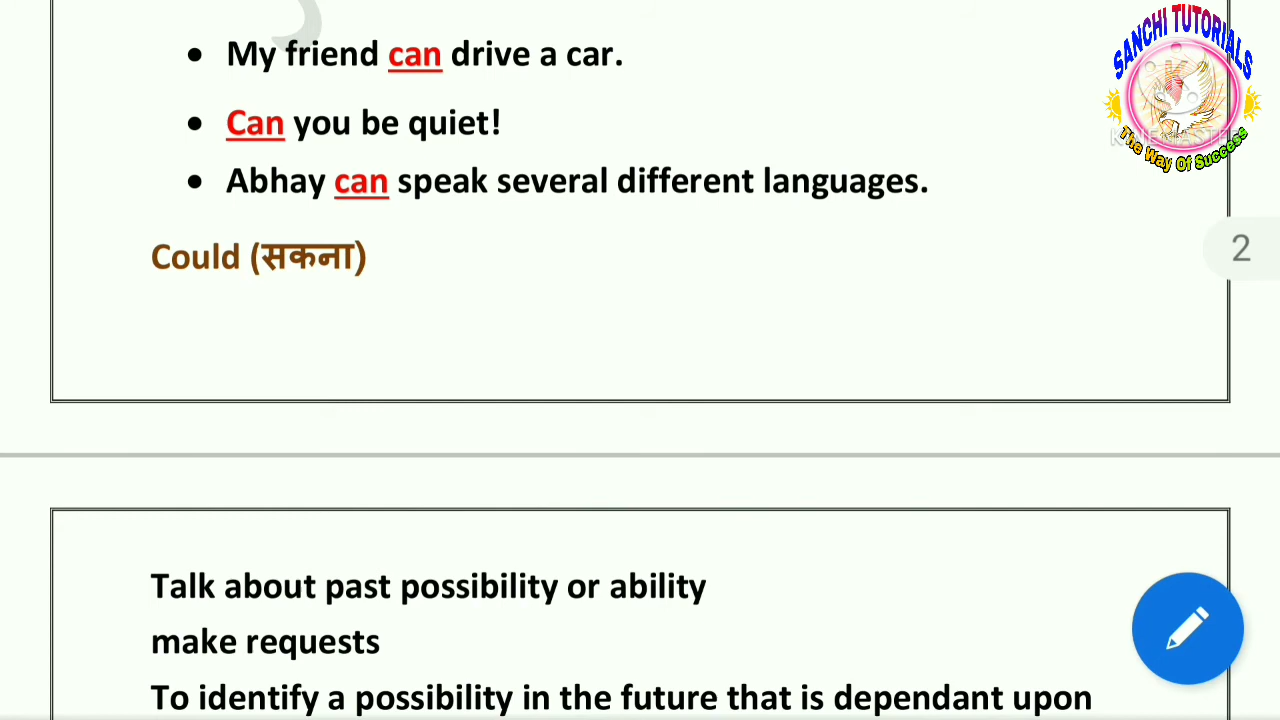 My friend can drive a car.
Can you be quiet!
Abhay can speak several different languages.
Could (सकना)
Talk about past possibility or ability
make requests
To identify a possibility in the future that is dependant upon
2
SANCHI TUTORIALS
KINEMASTER
The Way Of Success